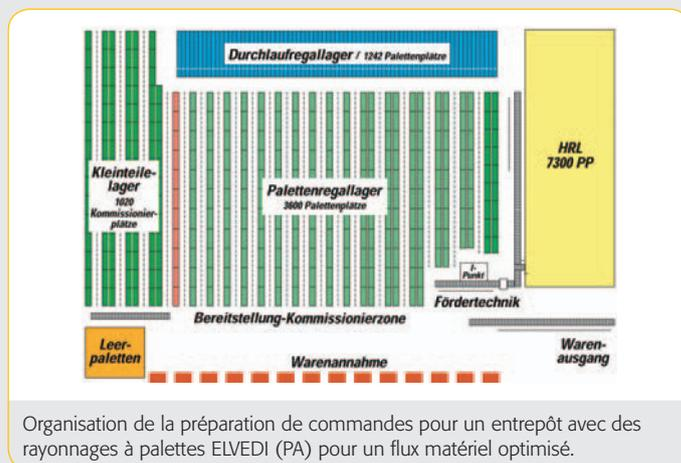 Durchlaufregallager / 1242 Palettenplätze
HRL
7300 PP
Kleinteile-
lager
1020
Kommissionier-
plätze
Palettenregallager
3600 Palettenplätze
I-
Punkt
Fördertechnik
Bereitstellung-Kommissionierzone
Leer-
paletten
Warenannahme
Waren-
ausgang
Organisation de la préparation de commandes pour un entrepôt avec des
rayonnages à palettes ELVEDI (PA) pour un flux matériel optimisé.